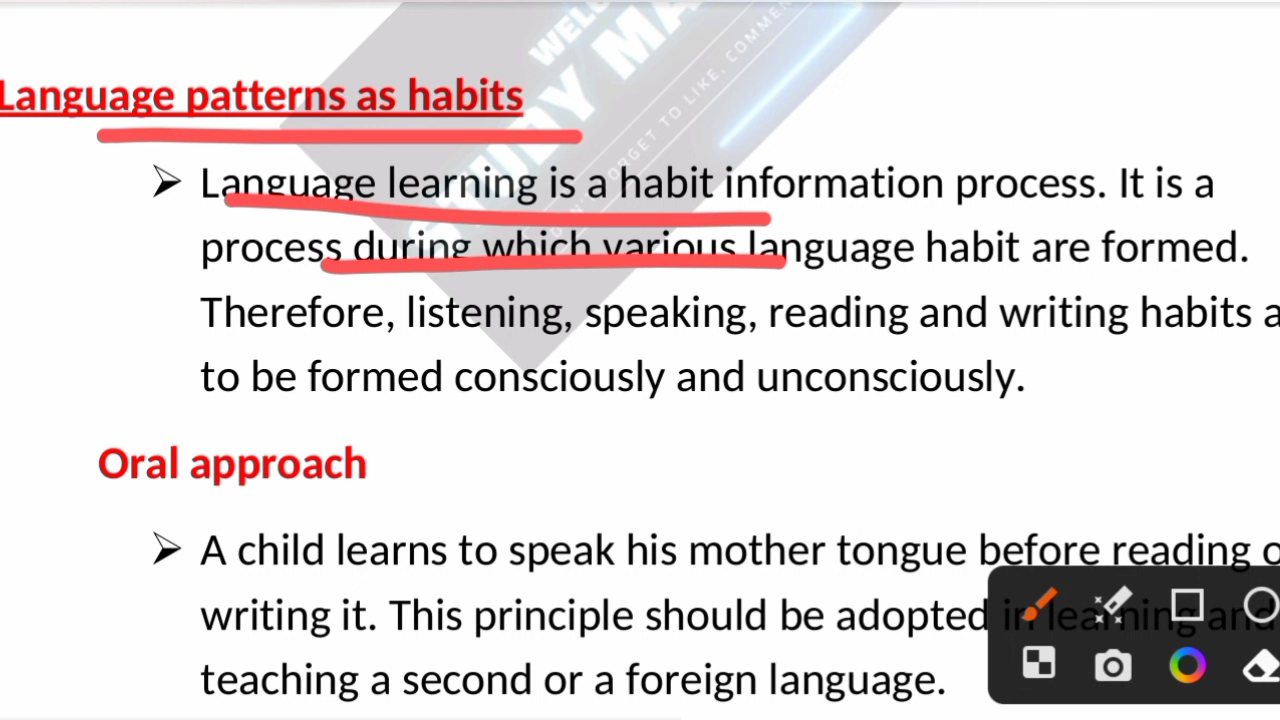 Language patterns as habits
➢ Language learning is a habit information process. It is a
process during which various language habit are formed.
Therefore, listening, speaking, reading and writing habits a
to be formed consciously and unconsciously.
Oral approach
➢ A child learns to speak his mother tongue before reading o
writing it. This principle should be adopted in learning and
teaching a second or a foreign language.